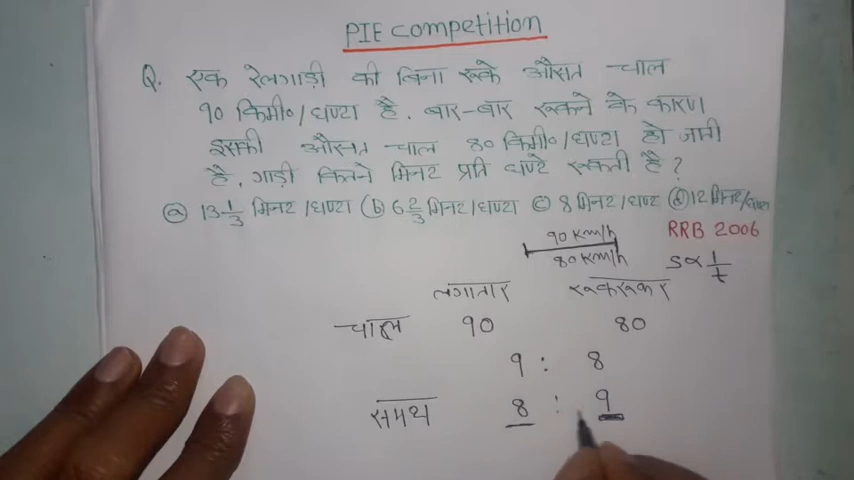 PIE competition
Q. एक रेलगाड़ी की बिना रूके औसत चाल
90 किमी०/घण्टा है. बार-बार रूकने के कारण
इसकी औसत चाल 80 किमी०/घण्टा हो जाती
है. गाड़ी कितने मिनट प्रति घण्टे रूकती है ?
(a) 13 1/3 मिनट/घण्टा (b) 6 2/3 मिनट/घण्टा (c) 8 मिनट/घण्ट (d) 12 मिनट/घण्टा
90 km/h RRB 2006
80 km/h S ∝ 1/t
लगातार रूकरूकर
चाल 90 80
9 : 8
समय 8 : 9